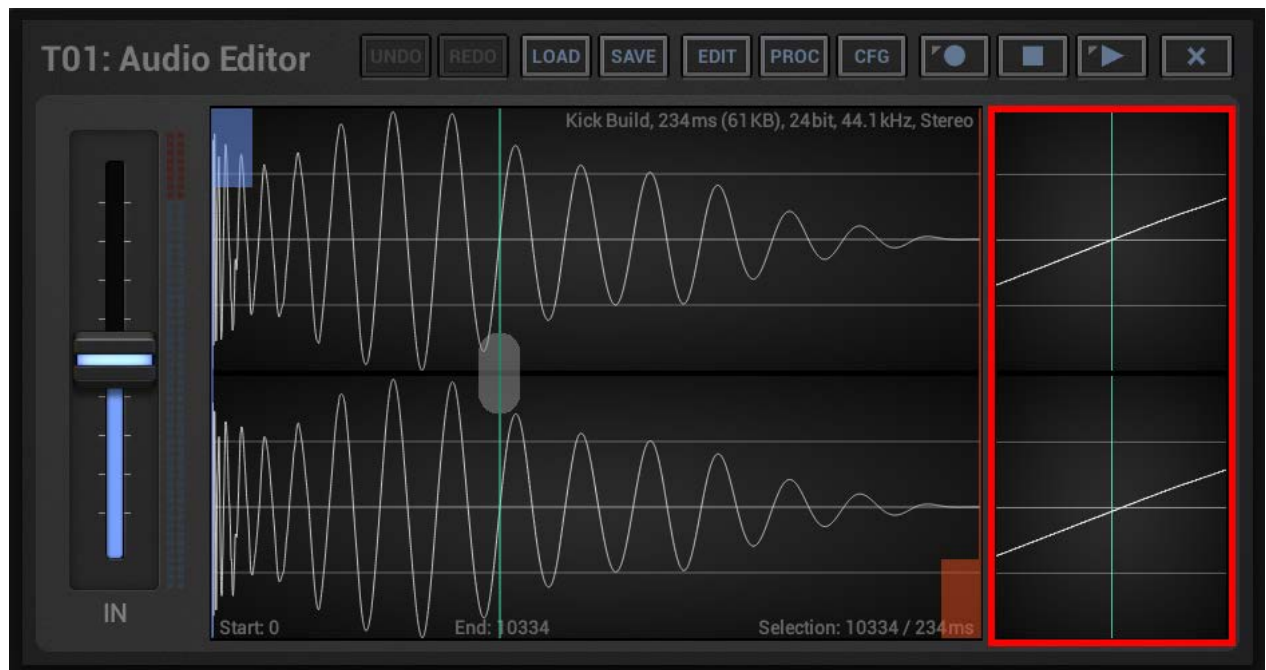 T01: Audio Editor UNDO REDO LOAD SAVE EDIT PROC CFG
Kick Build, 234ms (61KB), 24bit, 44.1kHz, Stereo
IN
Start: 0 End: 10334 Selection: 10334 / 234ms